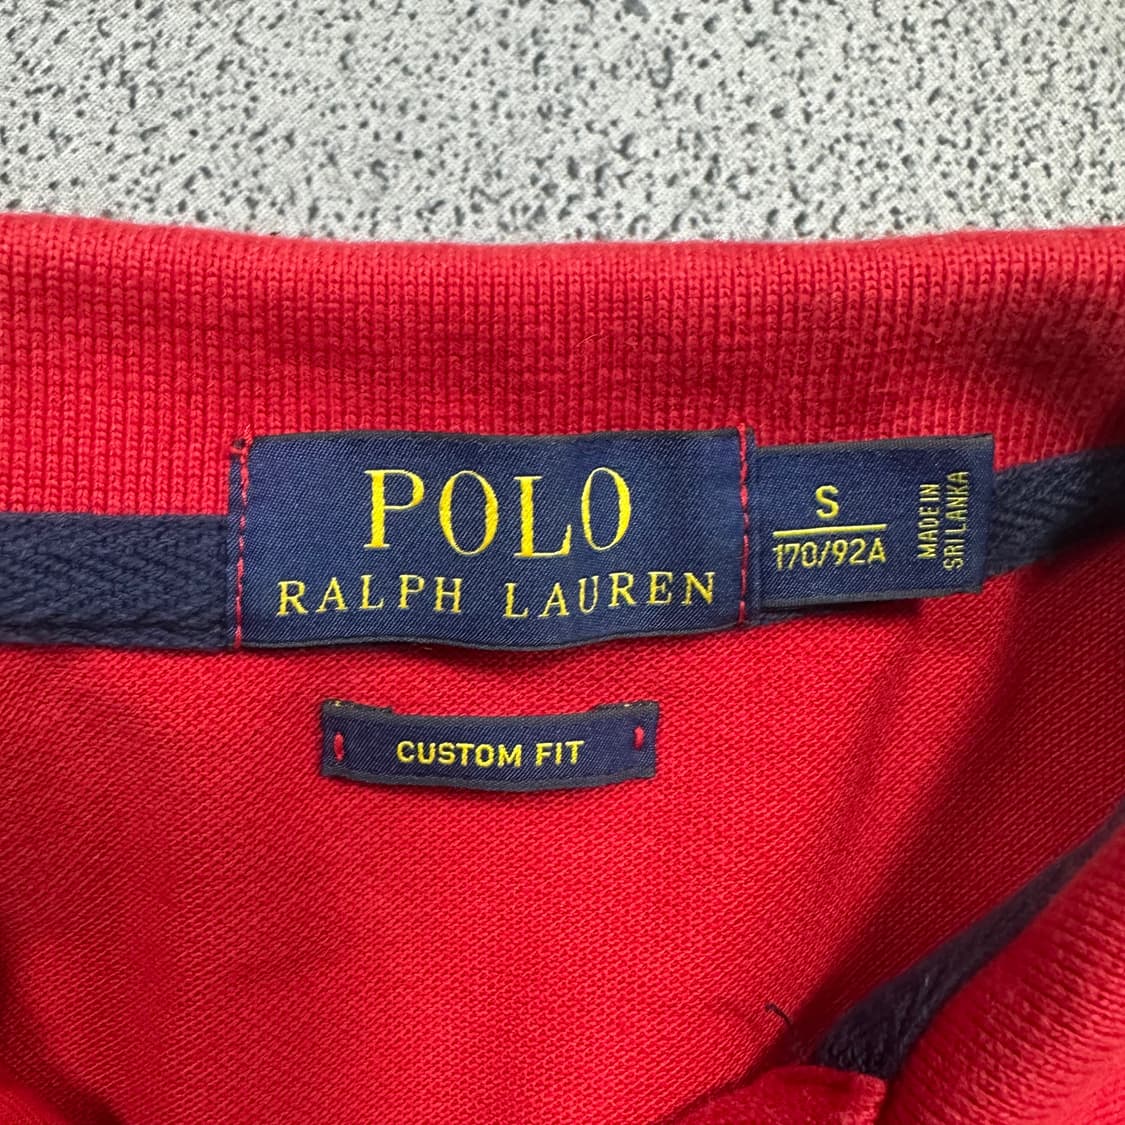 POLO
RALPH LAUREN
S
170/92A
MADE IN
SRI LANKA
CUSTOM FIT